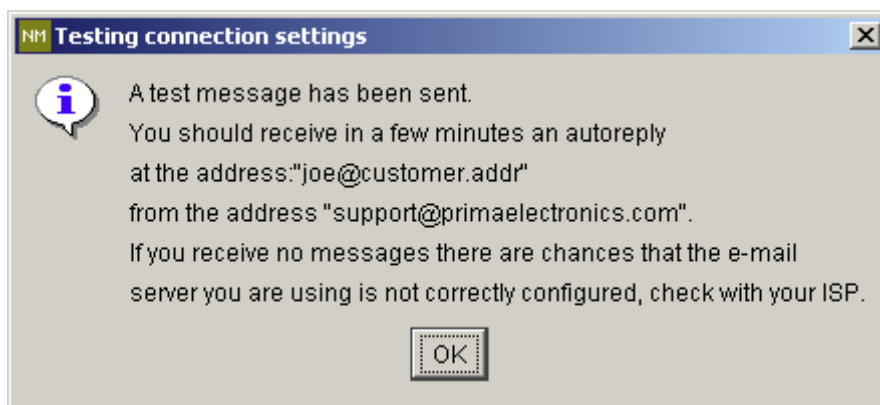 NM Testing connection settings
A test message has been sent.
You should receive in a few minutes an autoreply
at the address:"joe@customer.addr"
from the address "support@primaelectronics.com".
If you receive no messages there are chances that the e-mail
server you are using is not correctly configured, check with your ISP.
OK